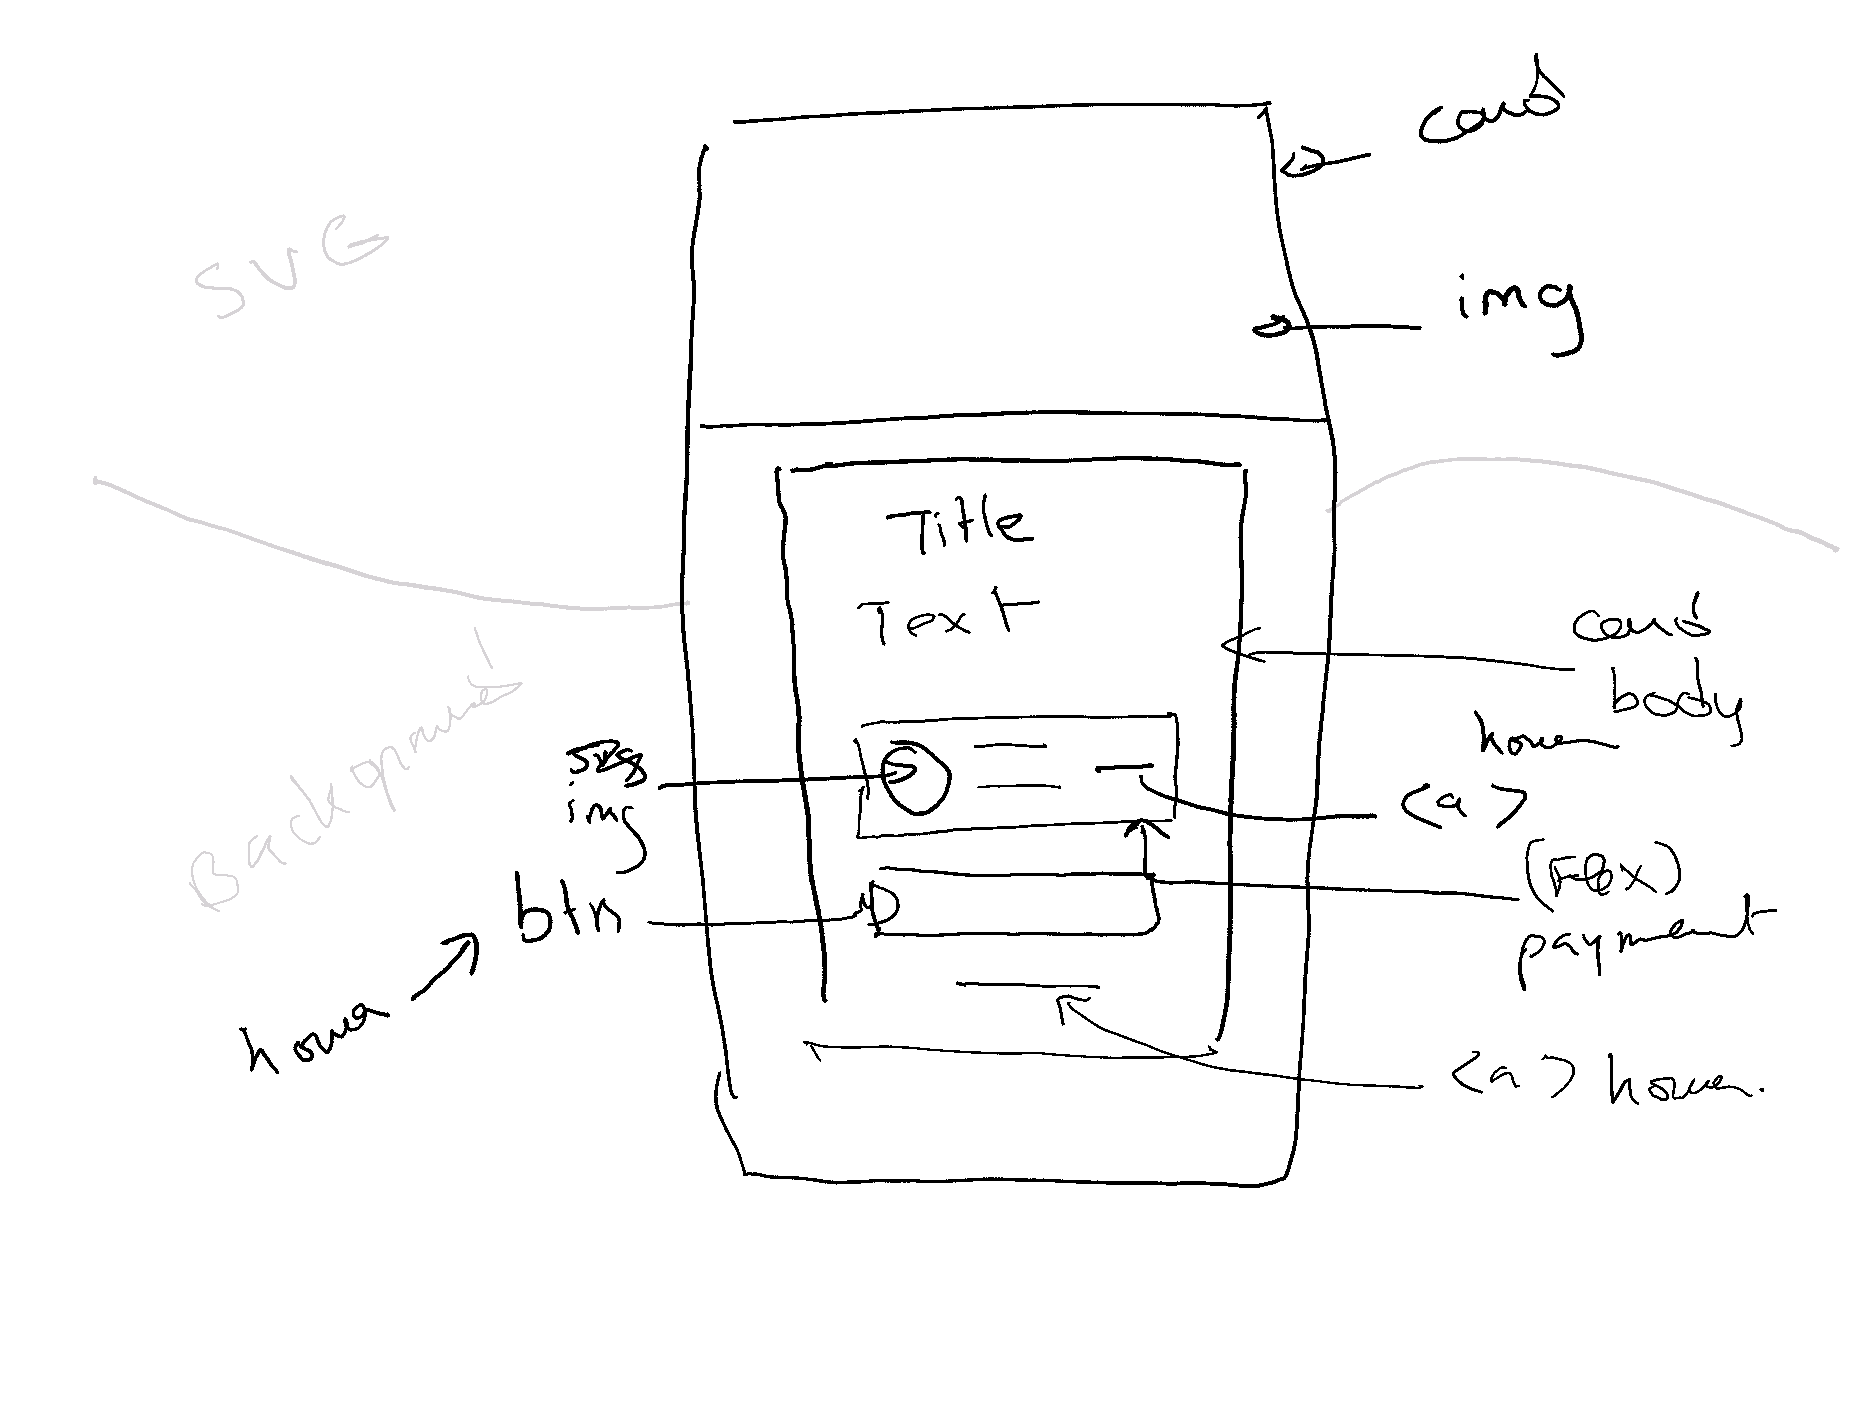 card
SVG
img
Title
Text
card
body
hover
svg
img
<a>
(Flex)
payment
Background
btn
hover
<a> hover.